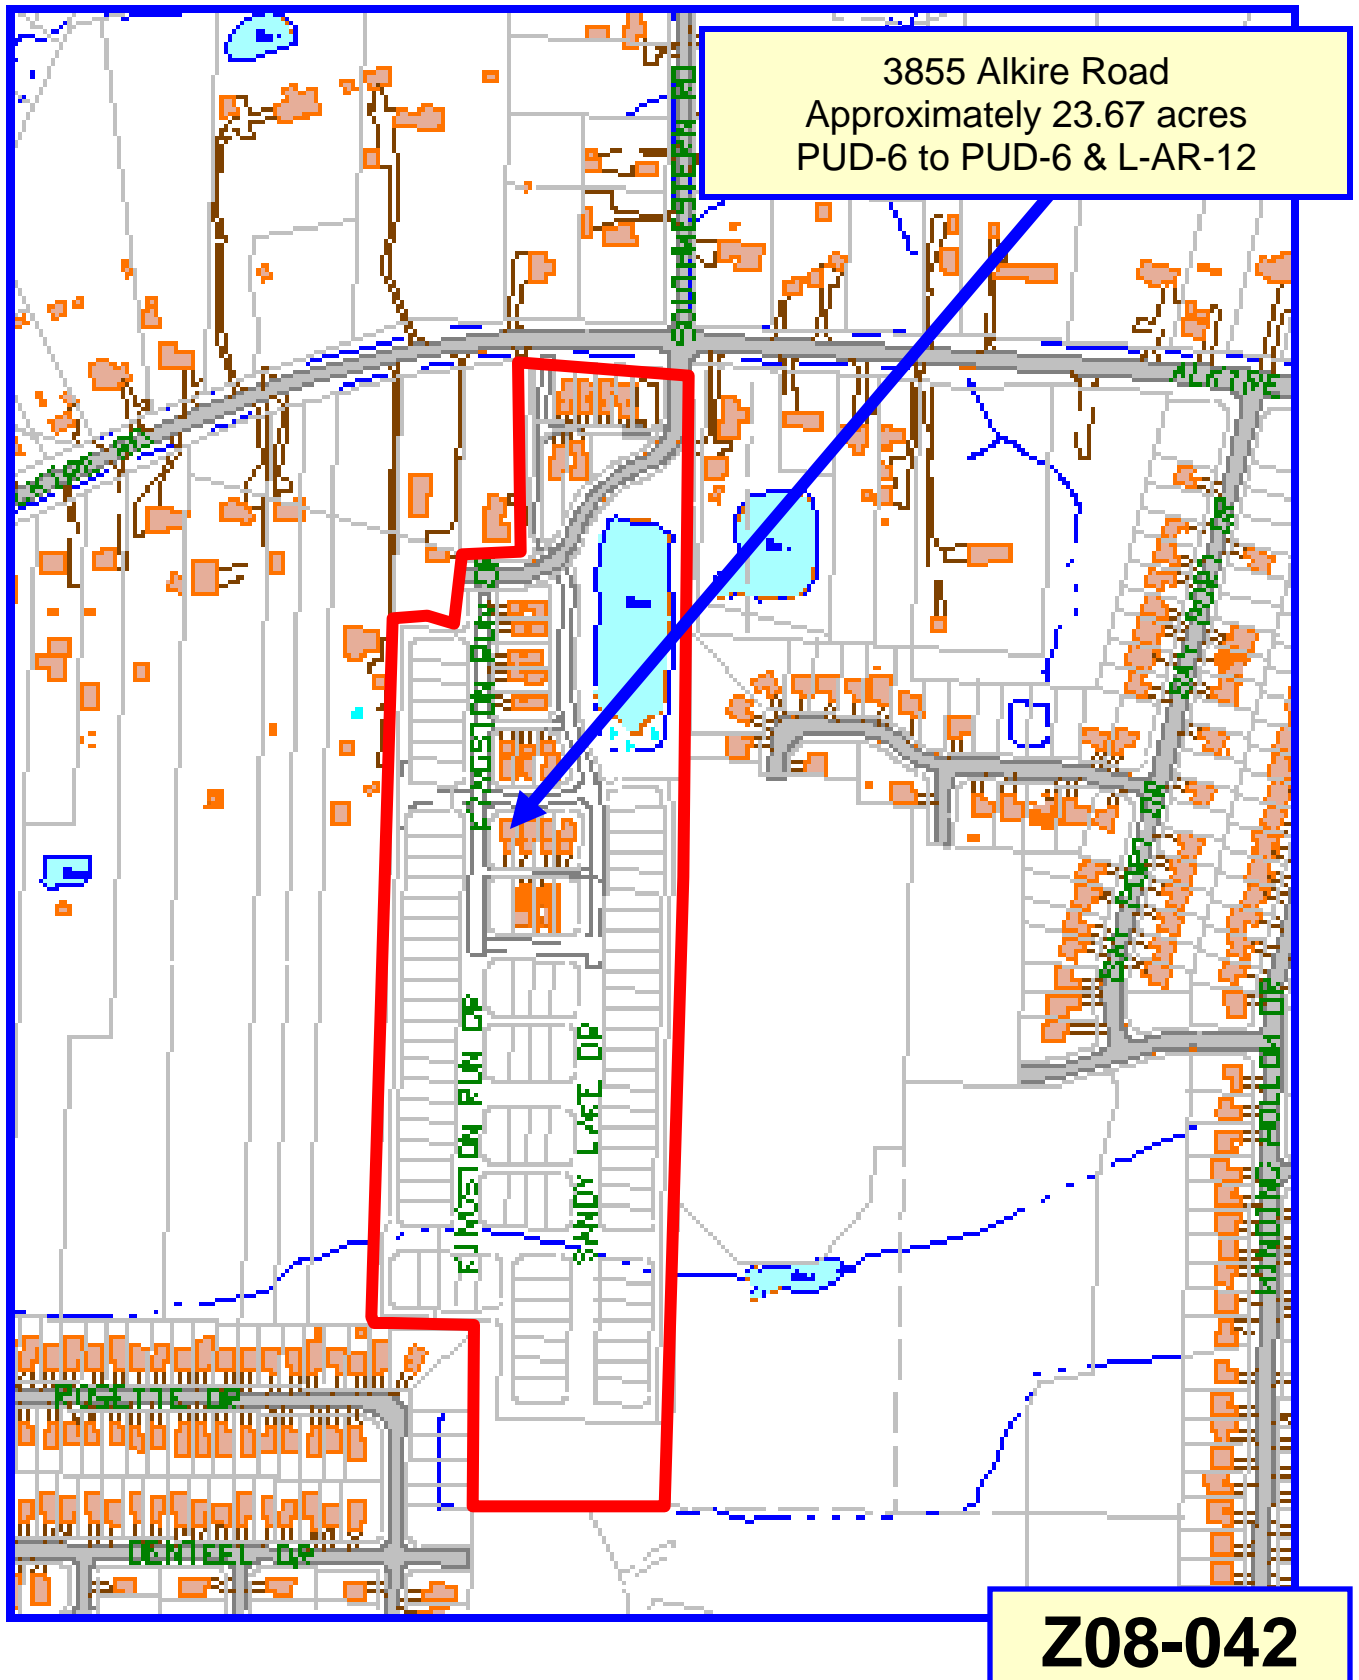 3855 Alkire Road
Approximately 23.67 acres
PUD-6 to PUD-6 & L-AR-12
SOUTHWESTERN RD
ALKIRE
ALKIRE RD
KINGSTON RUN DR
KINGSTON RUN DR
SANDY LAKE DR
WINDING HOLLOW DR
ROSETTE DR
DENTEEL DR
Z08-042